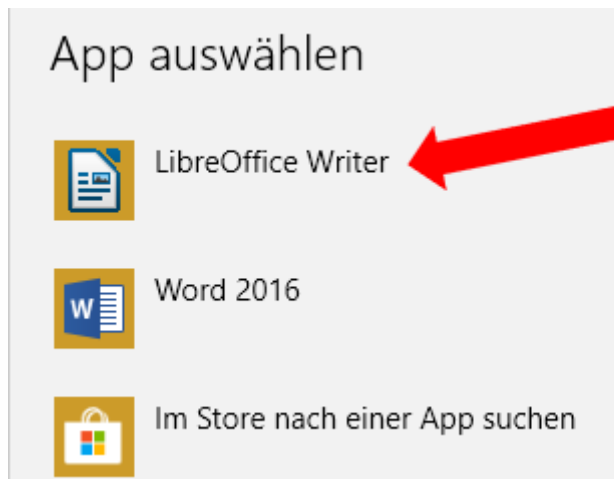 App auswählen
LibreOffice Writer
W
Word 2016
Im Store nach einer App suchen